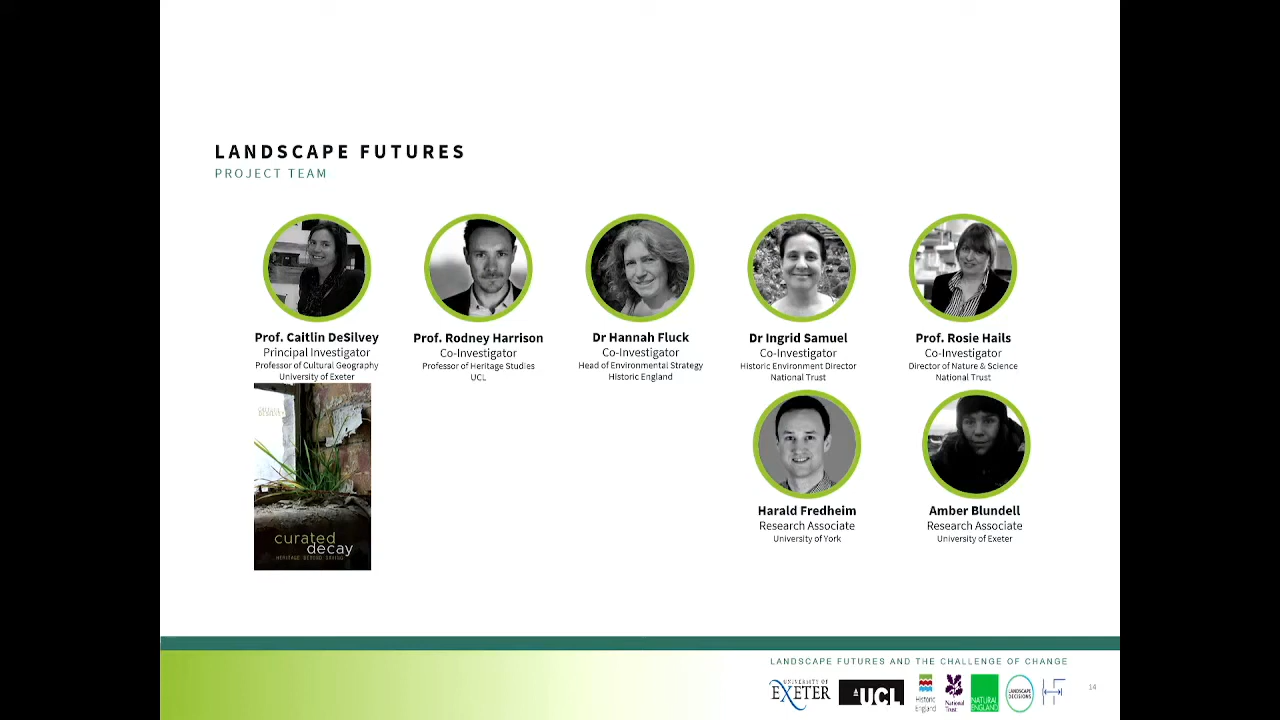 LANDSCAPE FUTURES
PROJECT TEAM
Prof. Caitlin DeSilvey
Principal Investigator
Professor of Cultural Geography
University of Exeter
Prof. Rodney Harrison
Co-Investigator
Professor of Heritage Studies
UCL
Dr Hannah Fluck
Co-Investigator
Head of Environmental Strategy
Historic England
Dr Ingrid Samuel
Co-Investigator
Historic Environment Director
National Trust
Prof. Rosie Hails
Co-Investigator
Director of Nature & Science
National Trust
curated
decay
HERITAGE BEYOND SAVING
Harald Fredheim
Research Associate
University of York
Amber Blundell
Research Associate
University of Exeter
LANDSCAPE FUTURES AND THE CHALLENGE OF CHANGE
UNIVERSITY OF
EXETER
UCL
Historic
England
National
Trust
NATURAL
ENGLAND
LANDSCAPE
DECISIONS
14